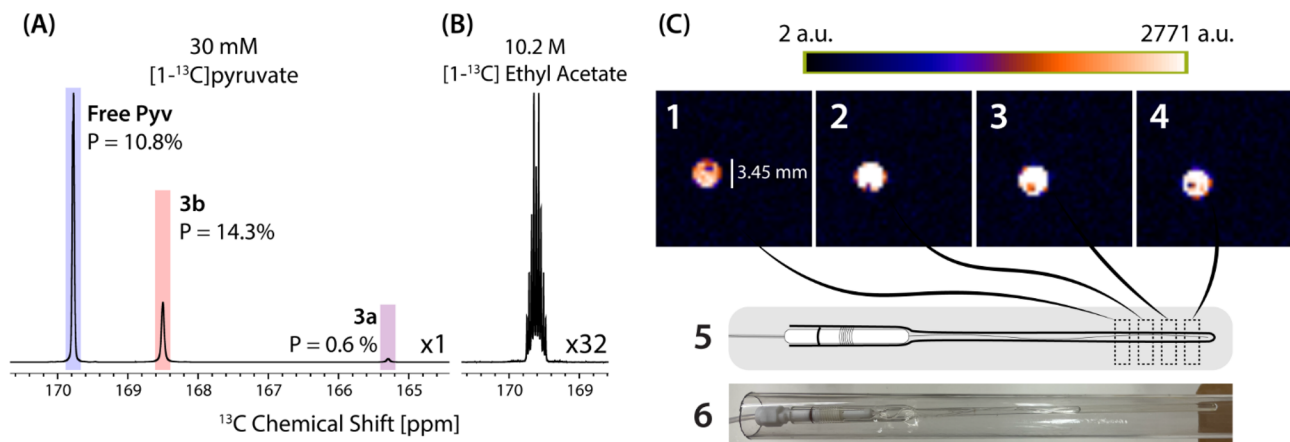 (A)
30 mM
[1-¹³C]pyruvate
Free Pyv
P = 10.8%
3b
P = 14.3%
3a
P = 0.6 %
x1
170
169
168
167
166
165
(B)
10.2 M
[1-¹³C] Ethyl Acetate
x32
170
169
¹³C Chemical Shift [ppm]
(C)
2 a.u.
2771 a.u.
1
3.45 mm
2
3
4
5
6